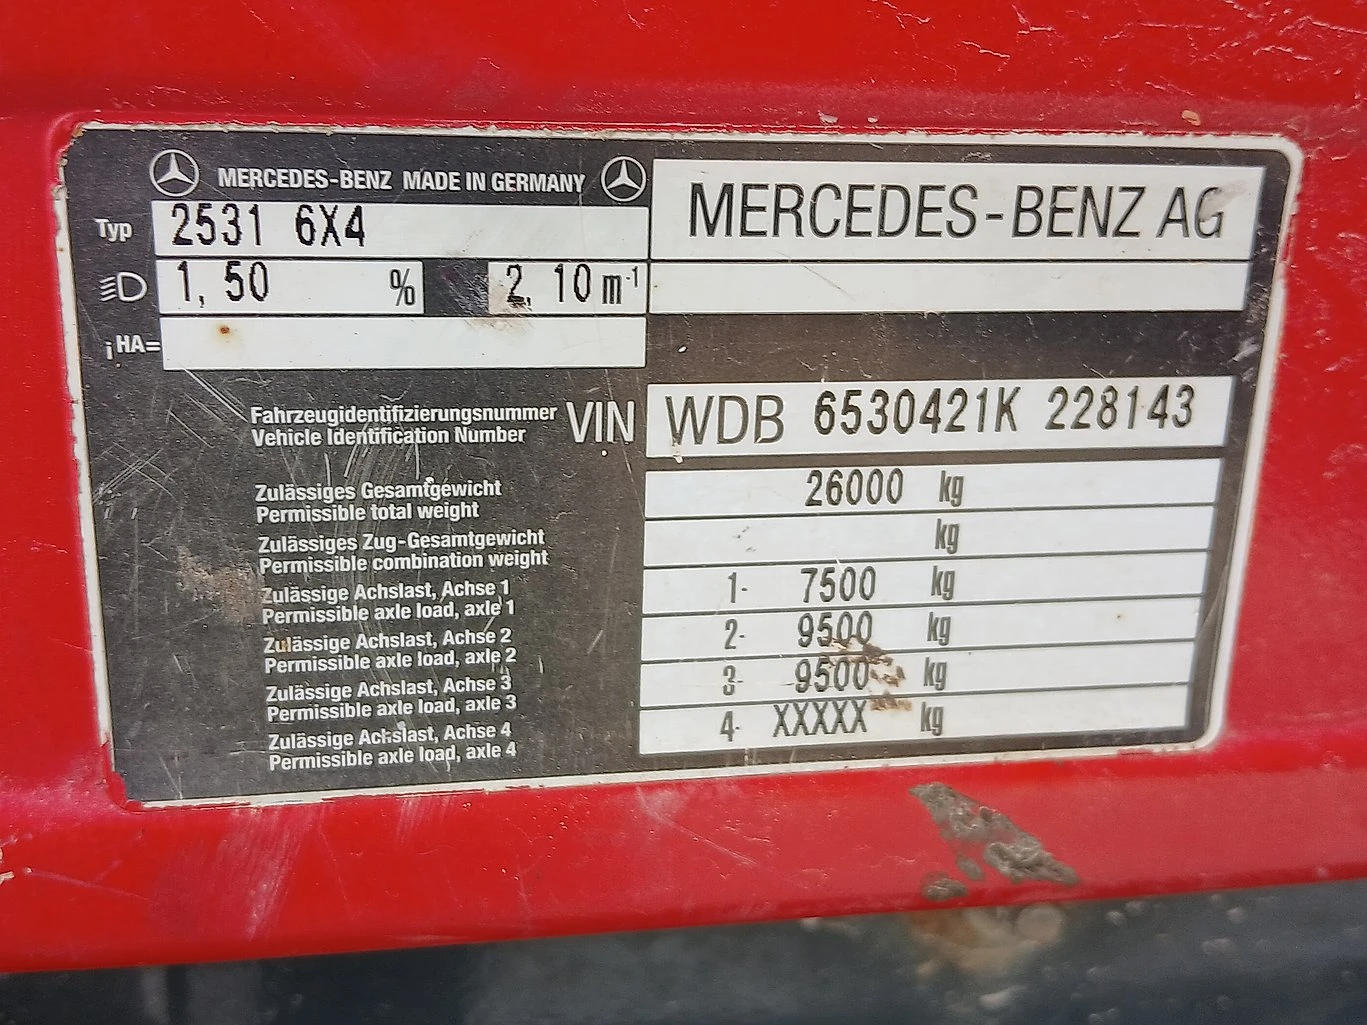 MERCEDES-BENZ MADE IN GERMANY
MERCEDES-BENZ AG
Typ 2531 6X4
1,50 % 2,10 m-1
¡HA=
Fahrzeugidentifizierungsnummer
Vehicle Identification Number
VIN WDB 6530421K 228143
Zulässiges Gesamtgewicht
Permissible total weight
26000 kg
Zulässiges Zug-Gesamtgewicht
Permissible combination weight
kg
Zulässige Achslast, Achse 1
Permissible axle load, axle 1
1- 7500 kg
Zulässige Achslast, Achse 2
Permissible axle load, axle 2
2- 9500 kg
Zulässige Achslast, Achse 3
Permissible axle load, axle 3
3- 9500 kg
Zulässige Achslast, Achse 4
Permissible axle load, axle 4
4- XXXXX kg